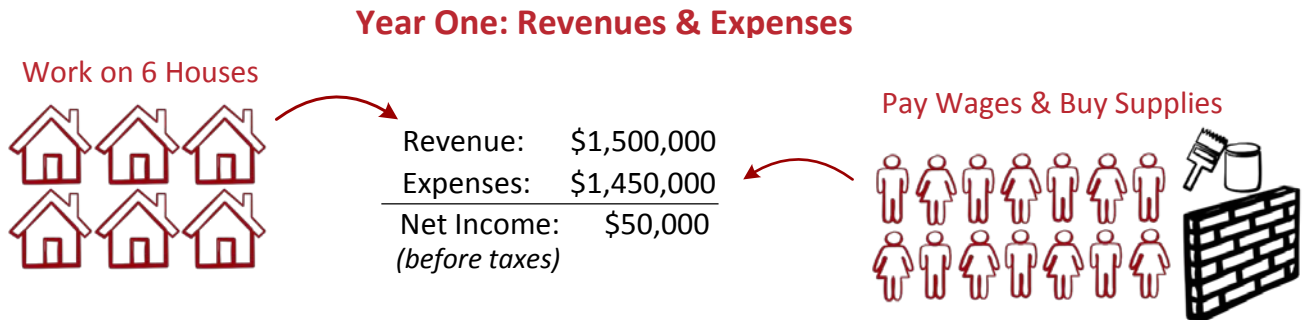 Year One: Revenues & Expenses
Work on 6 Houses
Pay Wages & Buy Supplies
Revenue: $1,500,000
Expenses: $1,450,000
Net Income: $50,000
(before taxes)